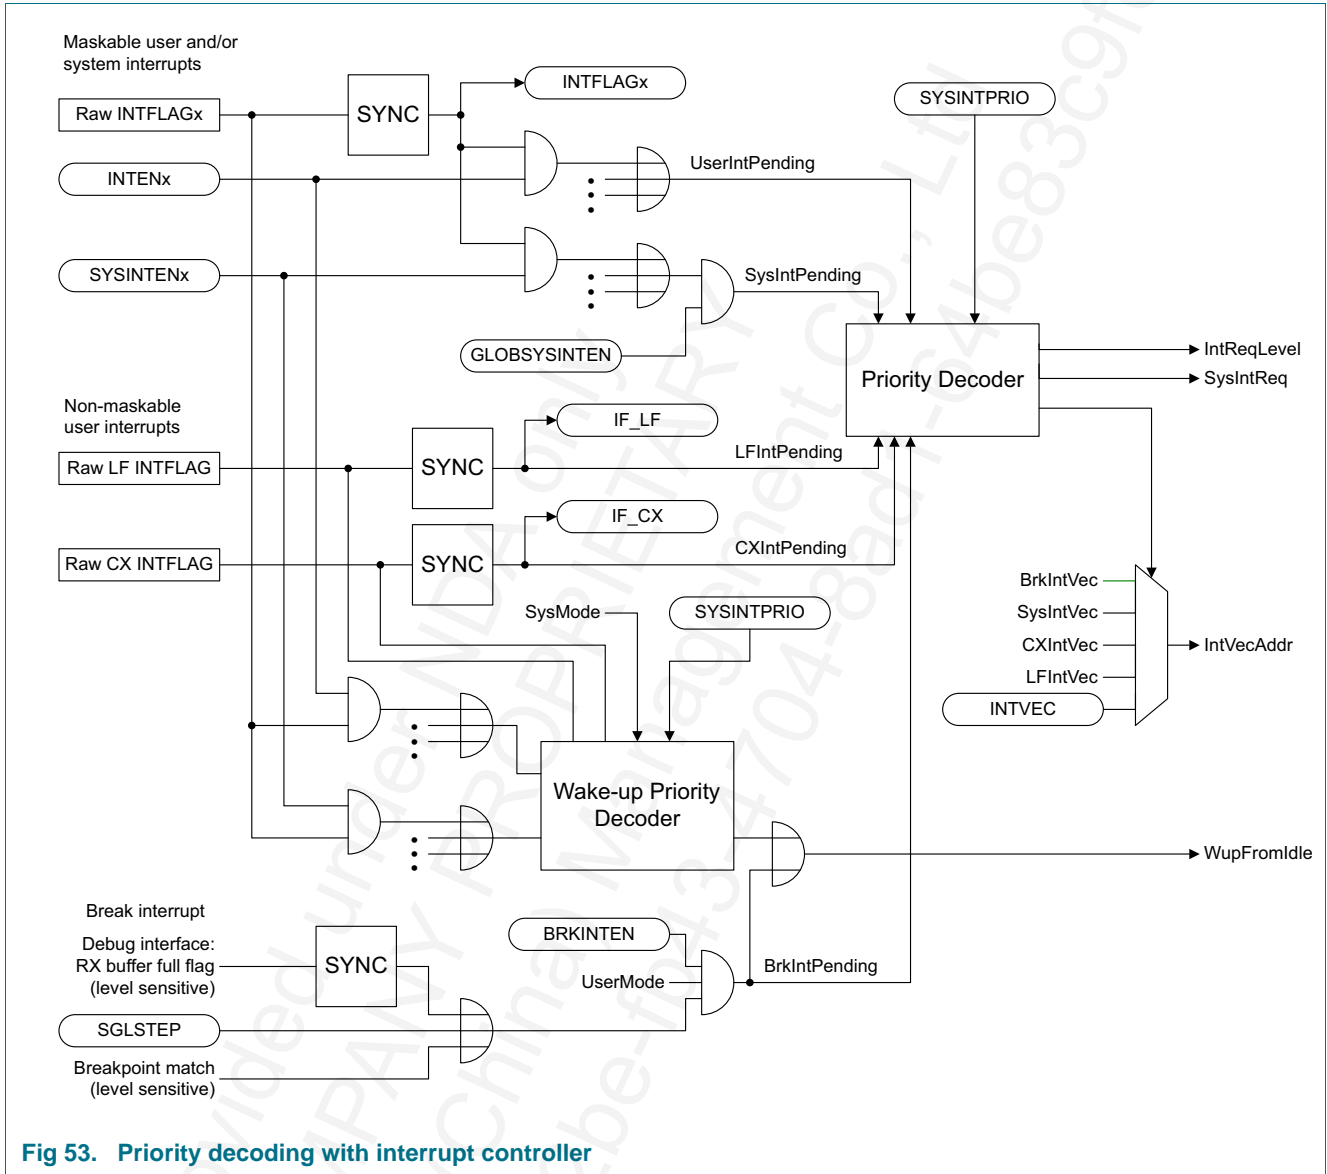 Maskable user and/or
system interrupts
Raw INTFLAGx
SYNC
INTFLAGx
SYSINTPRIO
INTENx
UserIntPending
SYSINTENx
SysIntPending
GLOBSYSINTEN
Priority Decoder
IntReqLevel
SysIntReq
Non-maskable
user interrupts
IF_LF
Raw LF INTFLAG
SYNC
LFIntPending
IF_CX
Raw CX INTFLAG
SYNC
CXIntPending
SysMode
SYSINTPRIO
BrkIntVec
SysIntVec
CXIntVec
LFIntVec
INTVEC
IntVecAddr
Wake-up Priority
Decoder
WupFromIdle
Break interrupt
Debug interface:
RX buffer full flag
(level sensitive)
SYNC
BRKINTEN
UserMode
BrkIntPending
SGLSTEP
Breakpoint match
(level sensitive)
Fig 53. Priority decoding with interrupt controller